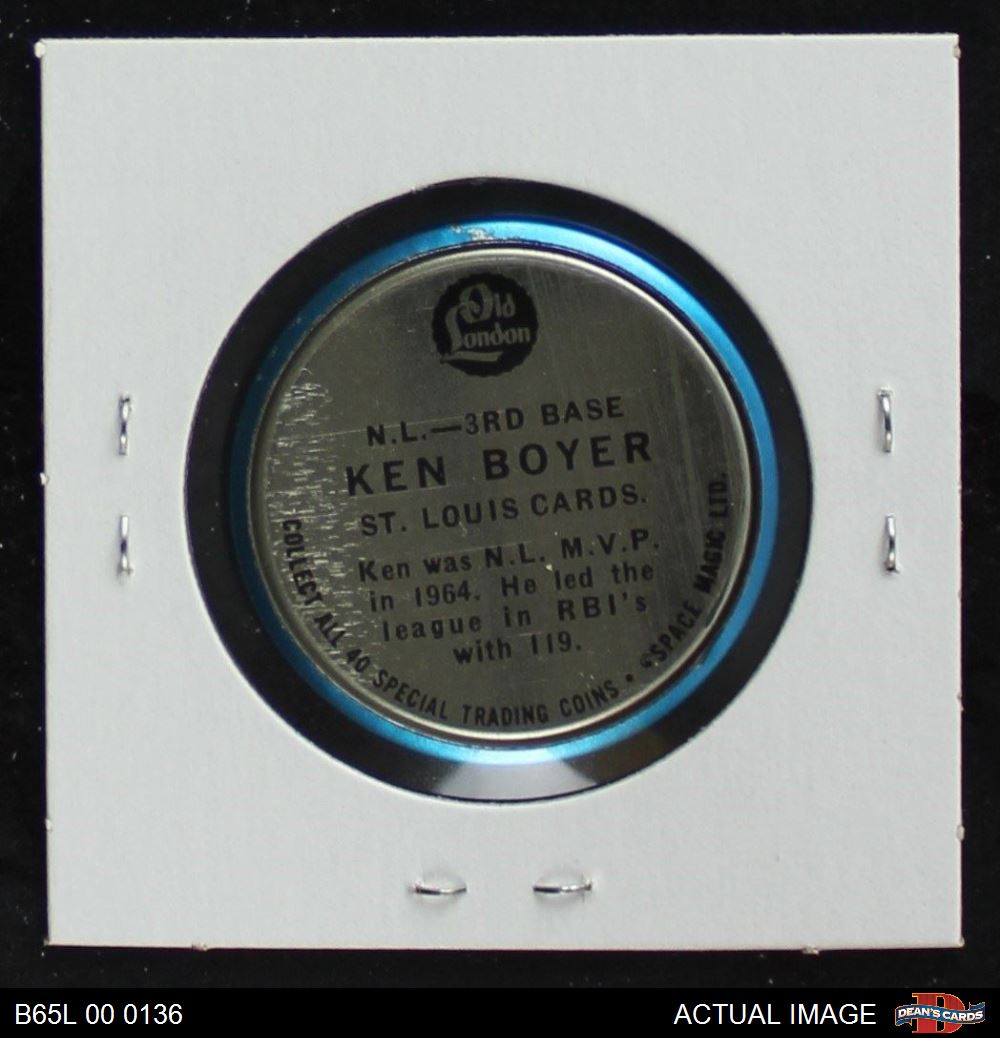 Old
London
N.L.—3RD BASE
KEN BOYER
ST. LOUIS CARDS.
Ken was N.L. M.V.P.
in 1964. He led the
league in RBI's
with 119.
COLLECT ALL 40 SPECIAL TRADING COINS • ©SPACE MAGIC LTD.
B65L 00 0136
ACTUAL IMAGE
D
DEAN'S CARDS